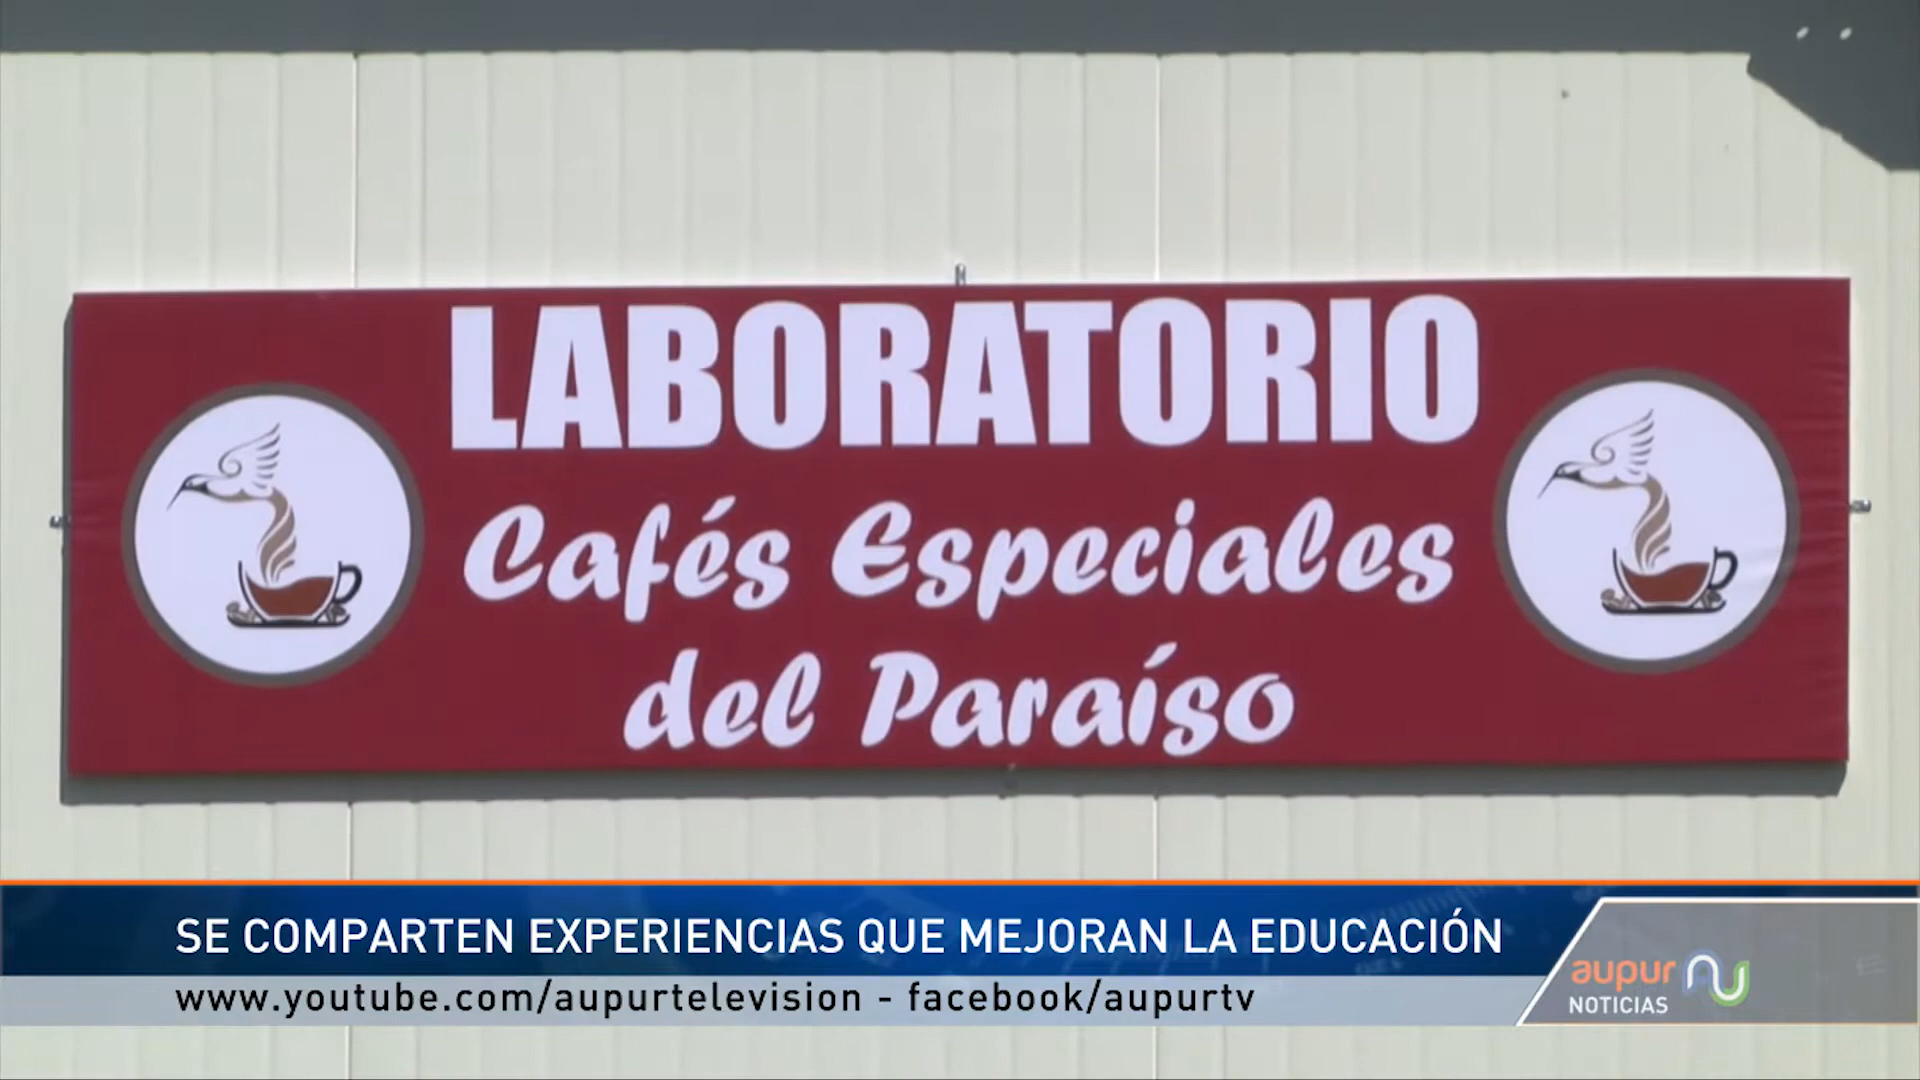 LABORATORIO
Cafés Especiales
del Paraíso
SE COMPARTEN EXPERIENCIAS QUE MEJORAN LA EDUCACIÓN
www.youtube.com/aupurtelevision - facebook/aupurtv
aupur
NOTICIAS